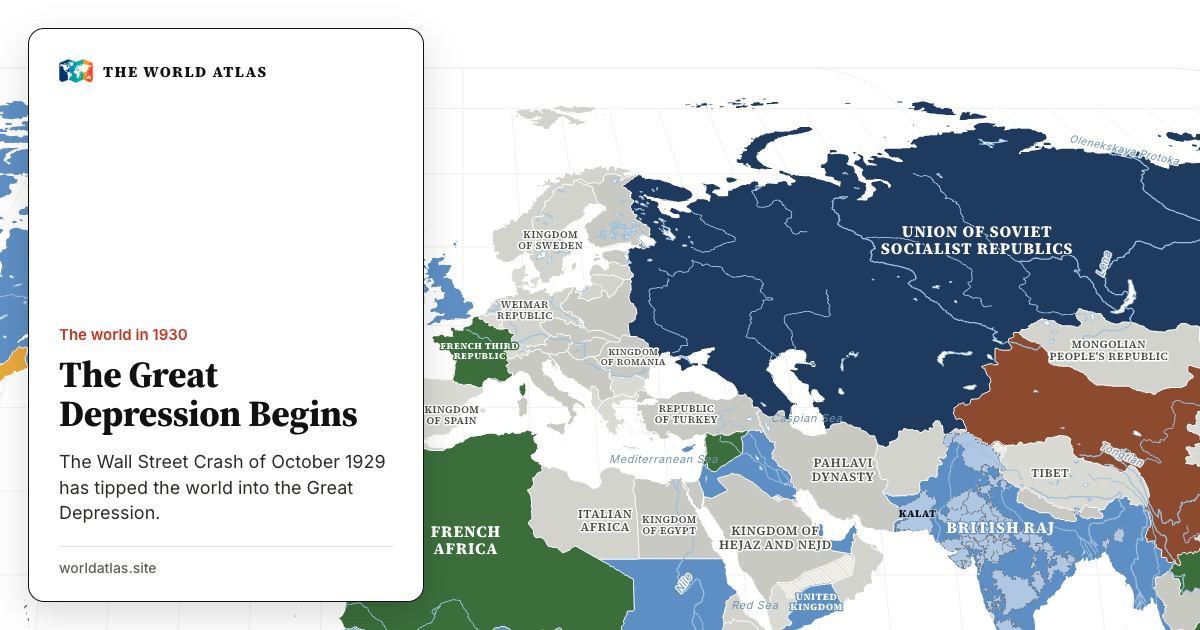 THE WORLD ATLAS
The world in 1930
The Great
Depression Begins
The Wall Street Crash of October 1929
has tipped the world into the Great
Depression.
worldatlas.site
Olenekskaya Protoka
UNION OF SOVIET
SOCIALIST REPUBLICS
Lena
KINGDOM
OF SWEDEN
WEIMAR
REPUBLIC
FRENCH THIRD
REPUBLIC
KINGDOM
OF ROMANIA
MONGOLIAN
PEOPLE'S REPUBLIC
KINGDOM
OF SPAIN
REPUBLIC
OF TURKEY
Caspian Sea
Mediterranean Sea
PAHLAVI
DYNASTY
TIBET
Tongtian
ITALIAN
AFRICA
KINGDOM
OF EGYPT
KALAT
BRITISH RAJ
FRENCH
AFRICA
KINGDOM OF
HEJAZ AND NEJD
Nile
Red Sea
UNITED
KINGDOM